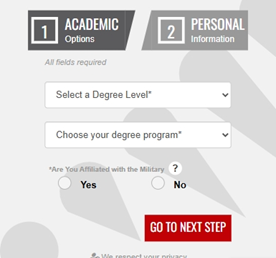 1 ACADEMIC
Options
2 PERSONAL
Information
All fields required
Select a Degree Level*
Choose your degree program*
*Are You Affiliated with the Military ?
Yes No
GO TO NEXT STEP
We respect your privacy